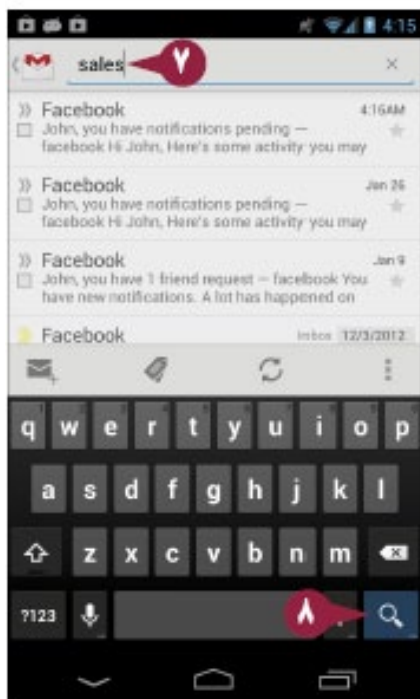 4:15
sales ٧ ×
Facebook 4:15AM
John, you have notifications pending —
facebook Hi John, Here's some activity you may
Facebook Jan 26
John, you have notifications pending —
facebook Hi John, Here's some activity you may
Facebook Jan 9
John, you have 1 friend request — facebook You
have new notifications. A lot has happened on
Facebook Inbox 12/3/2012
q w e r t y u i o p
a s d f g h j k l
z x c v b n m
?123 ٨